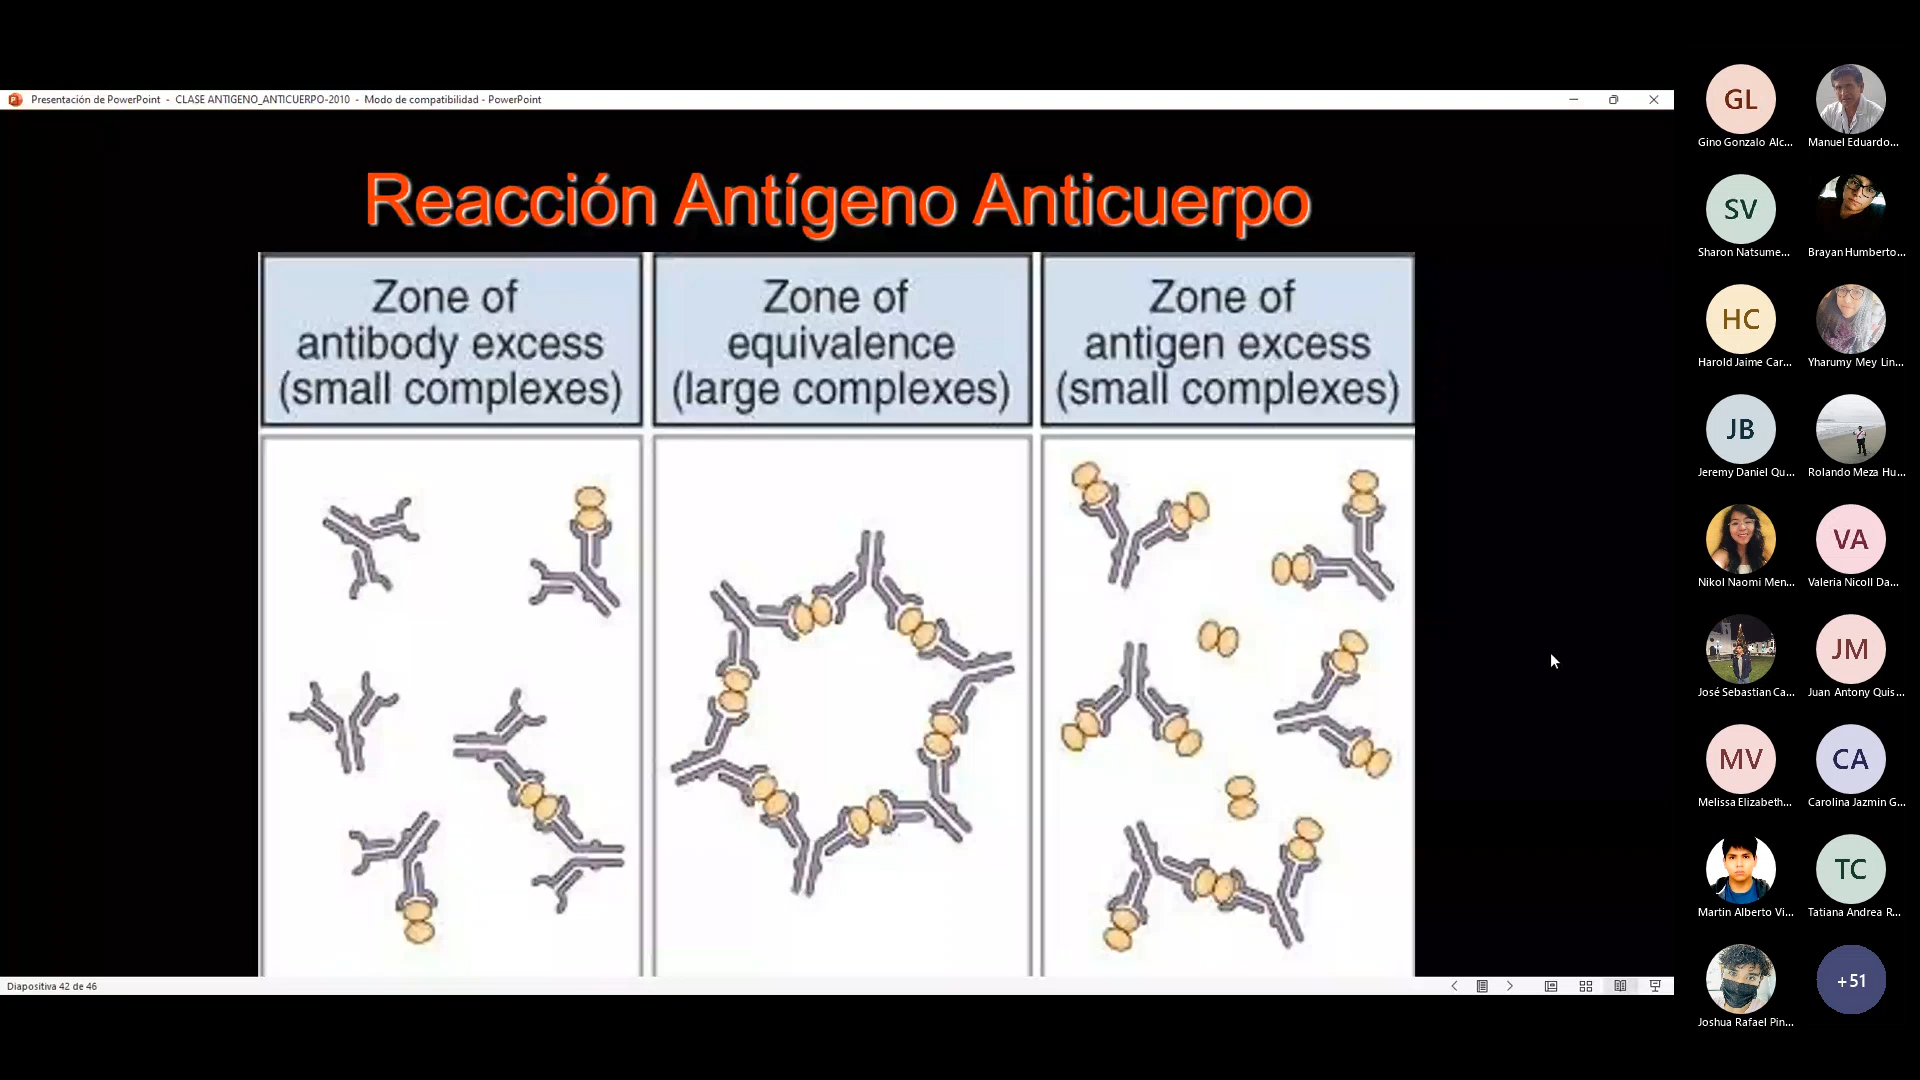 Presentación de PowerPoint - CLASE ANTIGENO_ANTICUERPO-2010 - Modo de compatibilidad - PowerPoint
Reacción Antígeno Anticuerpo
Zone of
antibody excess
(small complexes)
Zone of
equivalence
(large complexes)
Zone of
antigen excess
(small complexes)
Diapositiva 42 de 46
GL
Gino Gonzalo Alc...
Manuel Eduardo...
SV
Sharon Natsume...
Brayan Humberto...
HC
Harold Jaime Car...
Yharumy Mey Lin...
JB
Jeremy Daniel Qu...
Rolando Meza Hu...
Nikol Naomi Men...
VA
Valeria Nicoll Da...
José Sebastian Ca...
JM
Juan Antony Quis...
MV
Melissa Elizabeth...
CA
Carolina Jazmin G...
Martin Alberto Vi...
TC
Tatiana Andrea R...
Joshua Rafael Pin...
+51